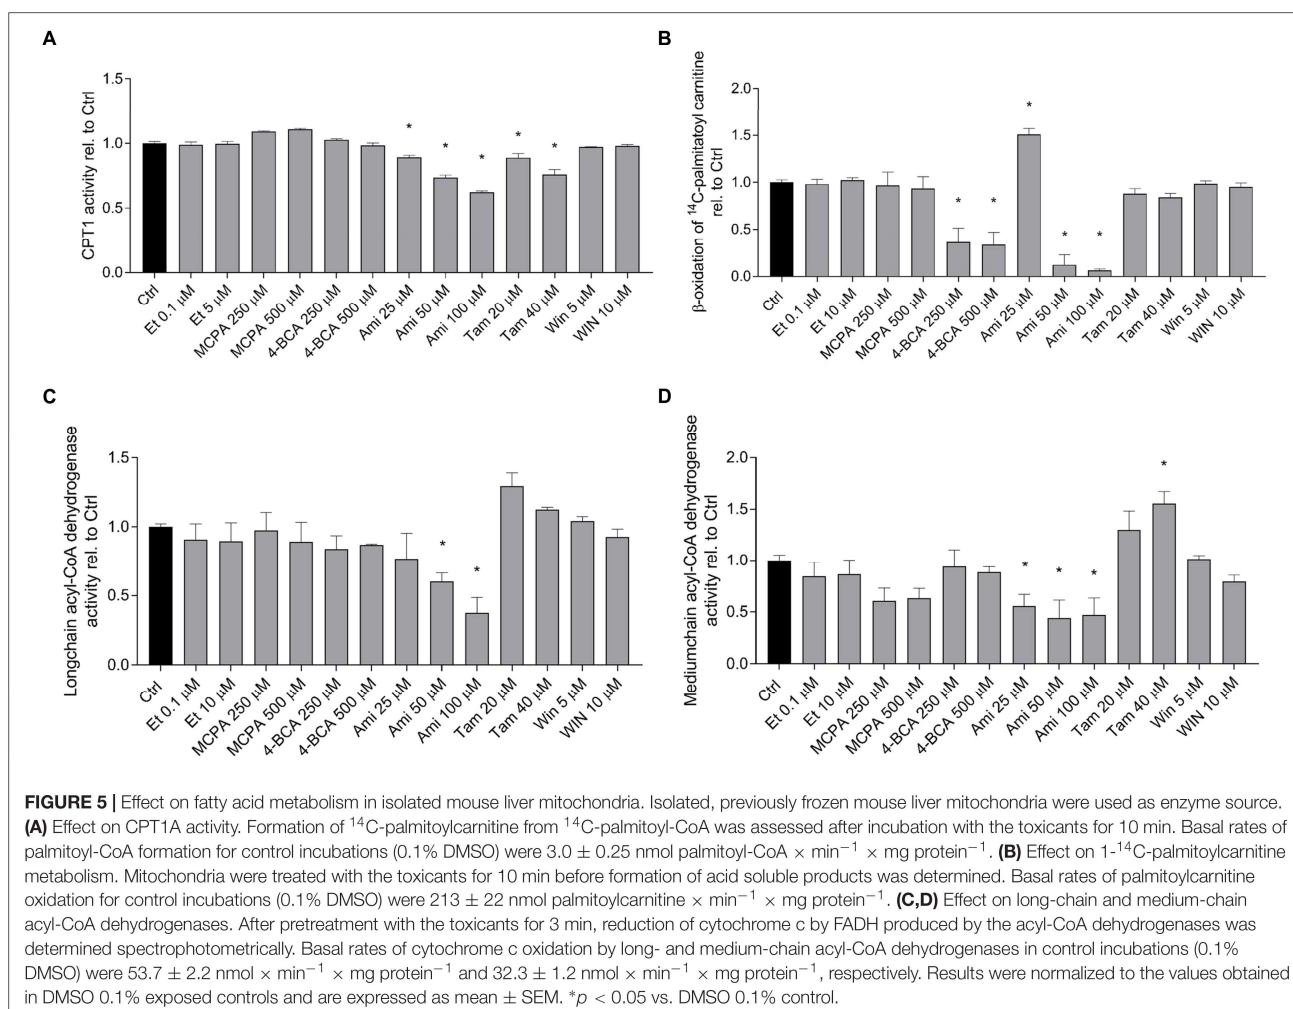 A
CPT1 activity rel. to Ctrl
1.5
1.0
0.5
0.0
Ctrl
Et 0.1 µM
Et 5 µM
MCPA 250 µM
MCPA 500 µM
4-BCA 250 µM
4-BCA 500 µM
Ami 25 µM
Ami 50 µM
Ami 100 µM
Tam 20 µM
Tam 40 µM
Win 5 µM
WIN 10 µM
* * * * *
B
β-oxidation of ¹⁴C-palmitatoyl carnitine
rel. to Ctrl
2.0
1.5
1.0
0.5
0.0
Ctrl
Et 0.1 µM
Et 10 µM
MCPA 250 µM
MCPA 500 µM
4-BCA 250 µM
4-BCA 500 µM
Ami 25 µM
Ami 50 µM
Ami 100 µM
Tam 20 µM
Tam 40 µM
Win 5 µM
WIN 10 µM
* * * * *
C
Longchain acyl-CoA dehydrogenase
activity rel. to Ctrl
1.5
1.0
0.5
0.0
Ctrl
Et 0.1 µM
Et 10 µM
MCPA 250 µM
MCPA 500 µM
4-BCA 250 µM
4-BCA 500 µM
Ami 25 µM
Ami 50 µM
Ami 100 µM
Tam 20 µM
Tam 40 µM
Win 5 µM
WIN 10 µM
* *
D
Mediumchain acyl-CoA dehydrogenase
activity rel. to Ctrl
2.0
1.5
1.0
0.5
0.0
Ctrl
Et 0.1 µM
Et 10 µM
MCPA 250 µM
MCPA 500 µM
4-BCA 250 µM
4-BCA 500 µM
Ami 25 µM
Ami 50 µM
Ami 100 µM
Tam 20 µM
Tam 40 µM
Win 5 µM
WIN 10 µM
* * * *
FIGURE 5 | Effect on fatty acid metabolism in isolated mouse liver mitochondria. Isolated, previously frozen mouse liver mitochondria were used as enzyme source.
(A) Effect on CPT1A activity. Formation of ¹⁴C-palmitoylcarnitine from ¹⁴C-palmitoyl-CoA was assessed after incubation with the toxicants for 10 min. Basal rates of
palmitoyl-CoA formation for control incubations (0.1% DMSO) were 3.0 ± 0.25 nmol palmitoyl-CoA × min⁻¹ × mg protein⁻¹. (B) Effect on 1-¹⁴C-palmitoylcarnitine
metabolism. Mitochondria were treated with the toxicants for 10 min before formation of acid soluble products was determined. Basal rates of palmitoylcarnitine
oxidation for control incubations (0.1% DMSO) were 213 ± 22 nmol palmitoylcarnitine × min⁻¹ × mg protein⁻¹. (C,D) Effect on long-chain and medium-chain
acyl-CoA dehydrogenases. After pretreatment with the toxicants for 3 min, reduction of cytochrome c by FADH produced by the acyl-CoA dehydrogenases was
determined spectrophotometrically. Basal rates of cytochrome c oxidation by long- and medium-chain acyl-CoA dehydrogenases in control incubations (0.1%
DMSO) were 53.7 ± 2.2 nmol × min⁻¹ × mg protein⁻¹ and 32.3 ± 1.2 nmol × min⁻¹ × mg protein⁻¹, respectively. Results were normalized to the values obtained
in DMSO 0.1% exposed controls and are expressed as mean ± SEM. *p < 0.05 vs. DMSO 0.1% control.